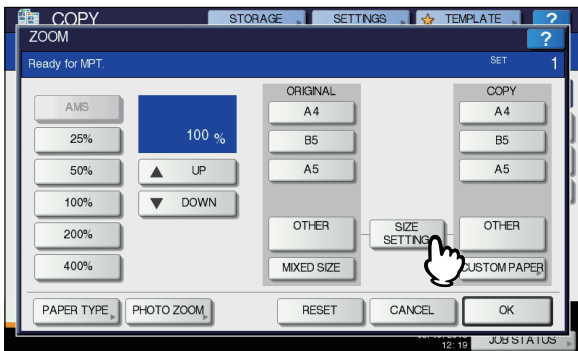 COPY
STORAGE
SETTINGS
TEMPLATE
?
ZOOM
?
Ready for MPT.
SET 1
ORIGINAL
COPY
AMS
25%
50%
100%
200%
400%
100 %
UP
DOWN
A4
B5
A5
OTHER
MIXED SIZE
SIZE
SETTING
A4
B5
A5
OTHER
CUSTOM PAPER
PAPER TYPE
PHOTO ZOOM
RESET
CANCEL
OK
12: 19
JOB STATUS